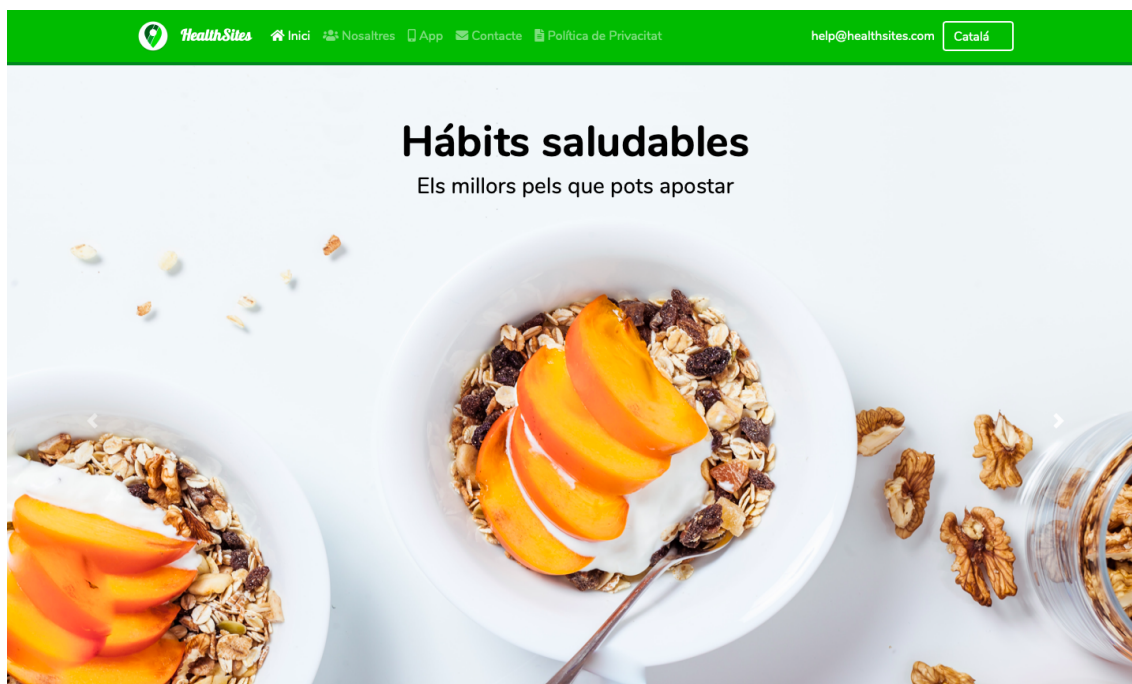 HealthSites Inici Nosaltres App Contacte Política de Privacitat help@healthsites.com Catalá
Hábits saludables
Els millors pels que pots apostar